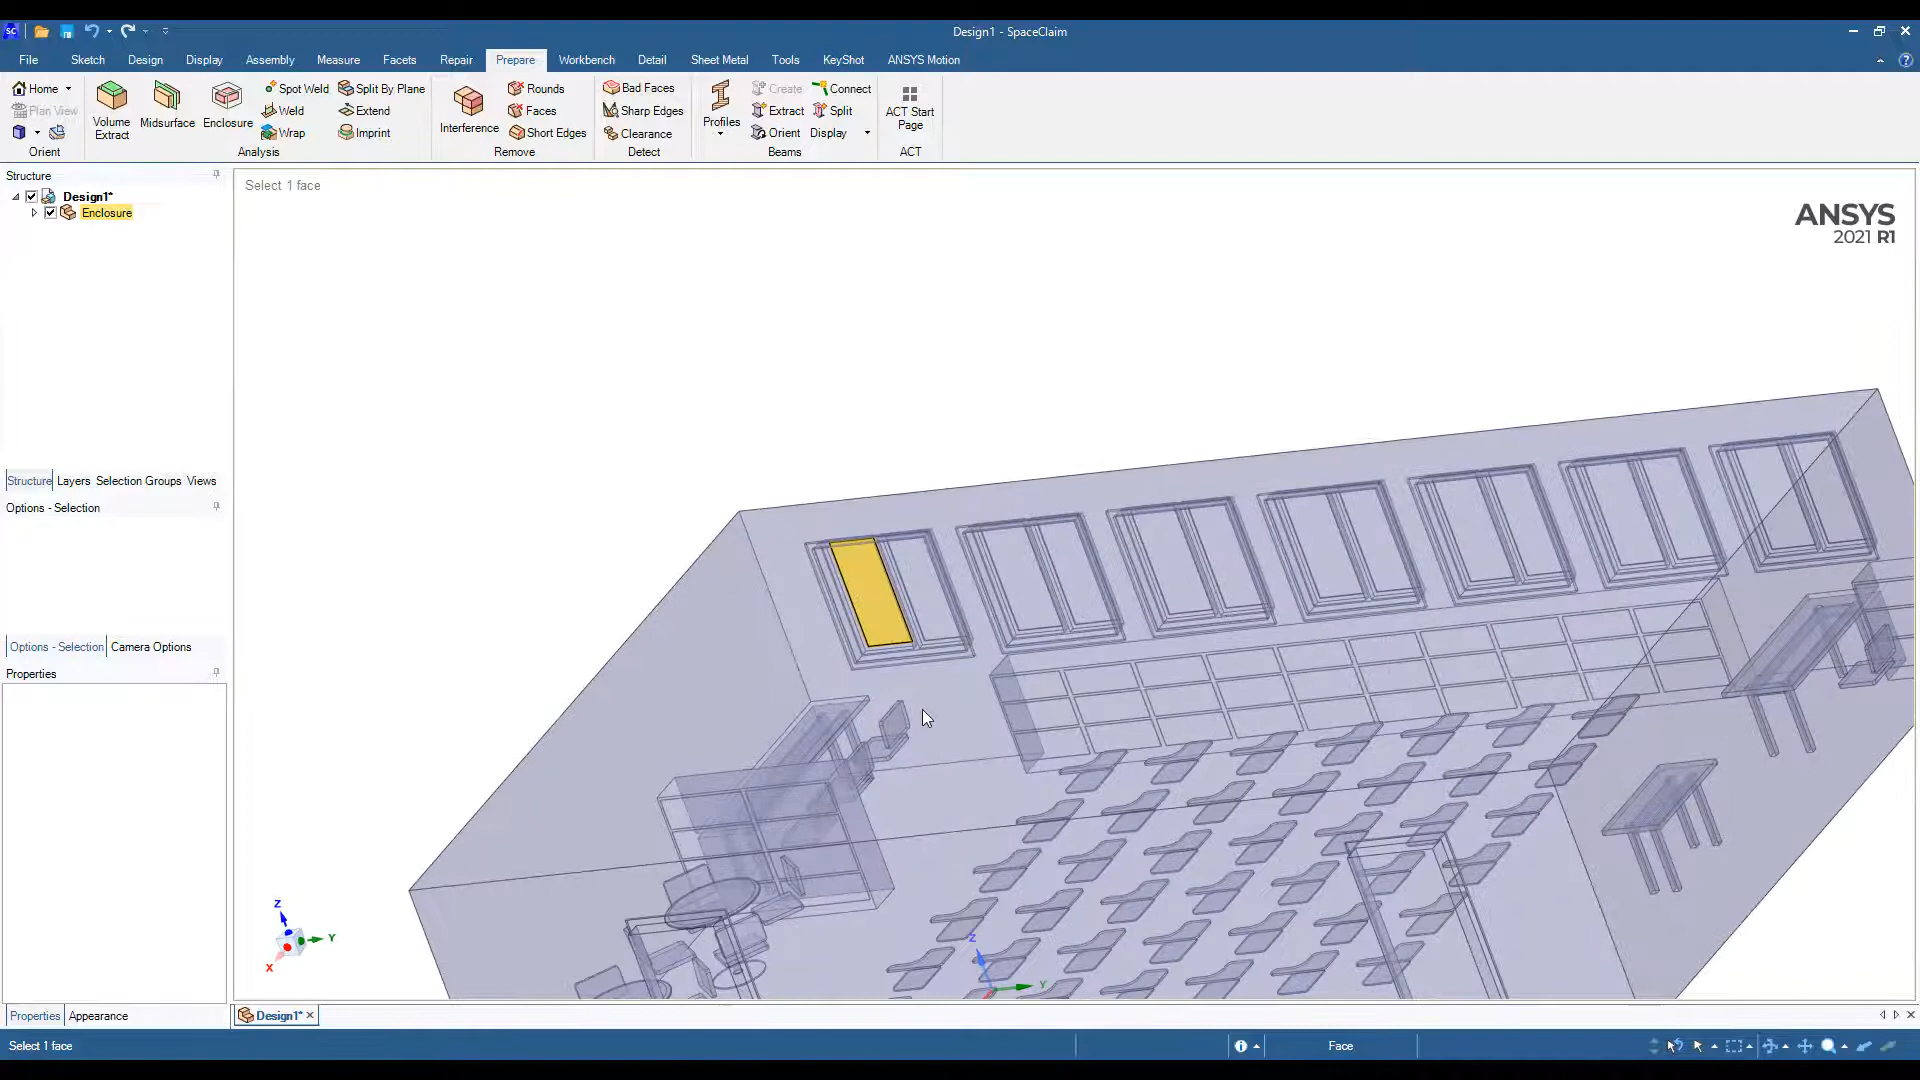 Design1 - SpaceClaim
File Sketch Design Display Assembly Measure Facets Repair Prepare Workbench Detail Sheet Metal Tools KeyShot ANSYS Motion
Home
Plan View
Orient
Volume Extract
Midsurface
Enclosure
Spot Weld
Weld
Wrap
Split By Plane
Extend
Imprint
Analysis
Interference
Rounds
Faces
Short Edges
Remove
Bad Faces
Sharp Edges
Clearance
Detect
Profiles
Create
Extract
Orient
Connect
Split
Display
Beams
ACT Start Page
ACT
Structure
Design1*
Enclosure
Structure Layers Selection Groups Views
Options - Selection
Options - Selection Camera Options
Properties
Properties Appearance
Select 1 face
ANSYS
2021 R1
Z
Y
X
Z
Y
Design1*
Select 1 face
Face